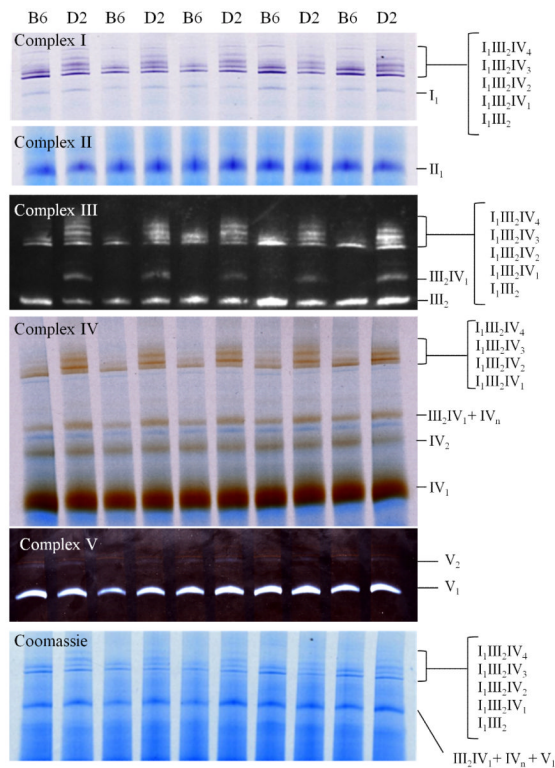 B6 D2 B6 D2 B6 D2 B6 D2 B6 D2
Complex I
I₁III₂IV₄
I₁III₂IV₃
I₁III₂IV₂
I₁III₂IV₁
I₁III₂
I₁
Complex II
II₁
Complex III
I₁III₂IV₄
I₁III₂IV₃
I₁III₂IV₂
I₁III₂IV₁
I₁III₂
III₂IV₁
III₂
Complex IV
I₁III₂IV₄
I₁III₂IV₃
I₁III₂IV₂
I₁III₂IV₁
III₂IV₁+ IVₙ
IV₂
IV₁
Complex V
V₂
V₁
Coomassie
I₁III₂IV₄
I₁III₂IV₃
I₁III₂IV₂
I₁III₂IV₁
I₁III₂
III₂IV₁+ IVₙ + V₁